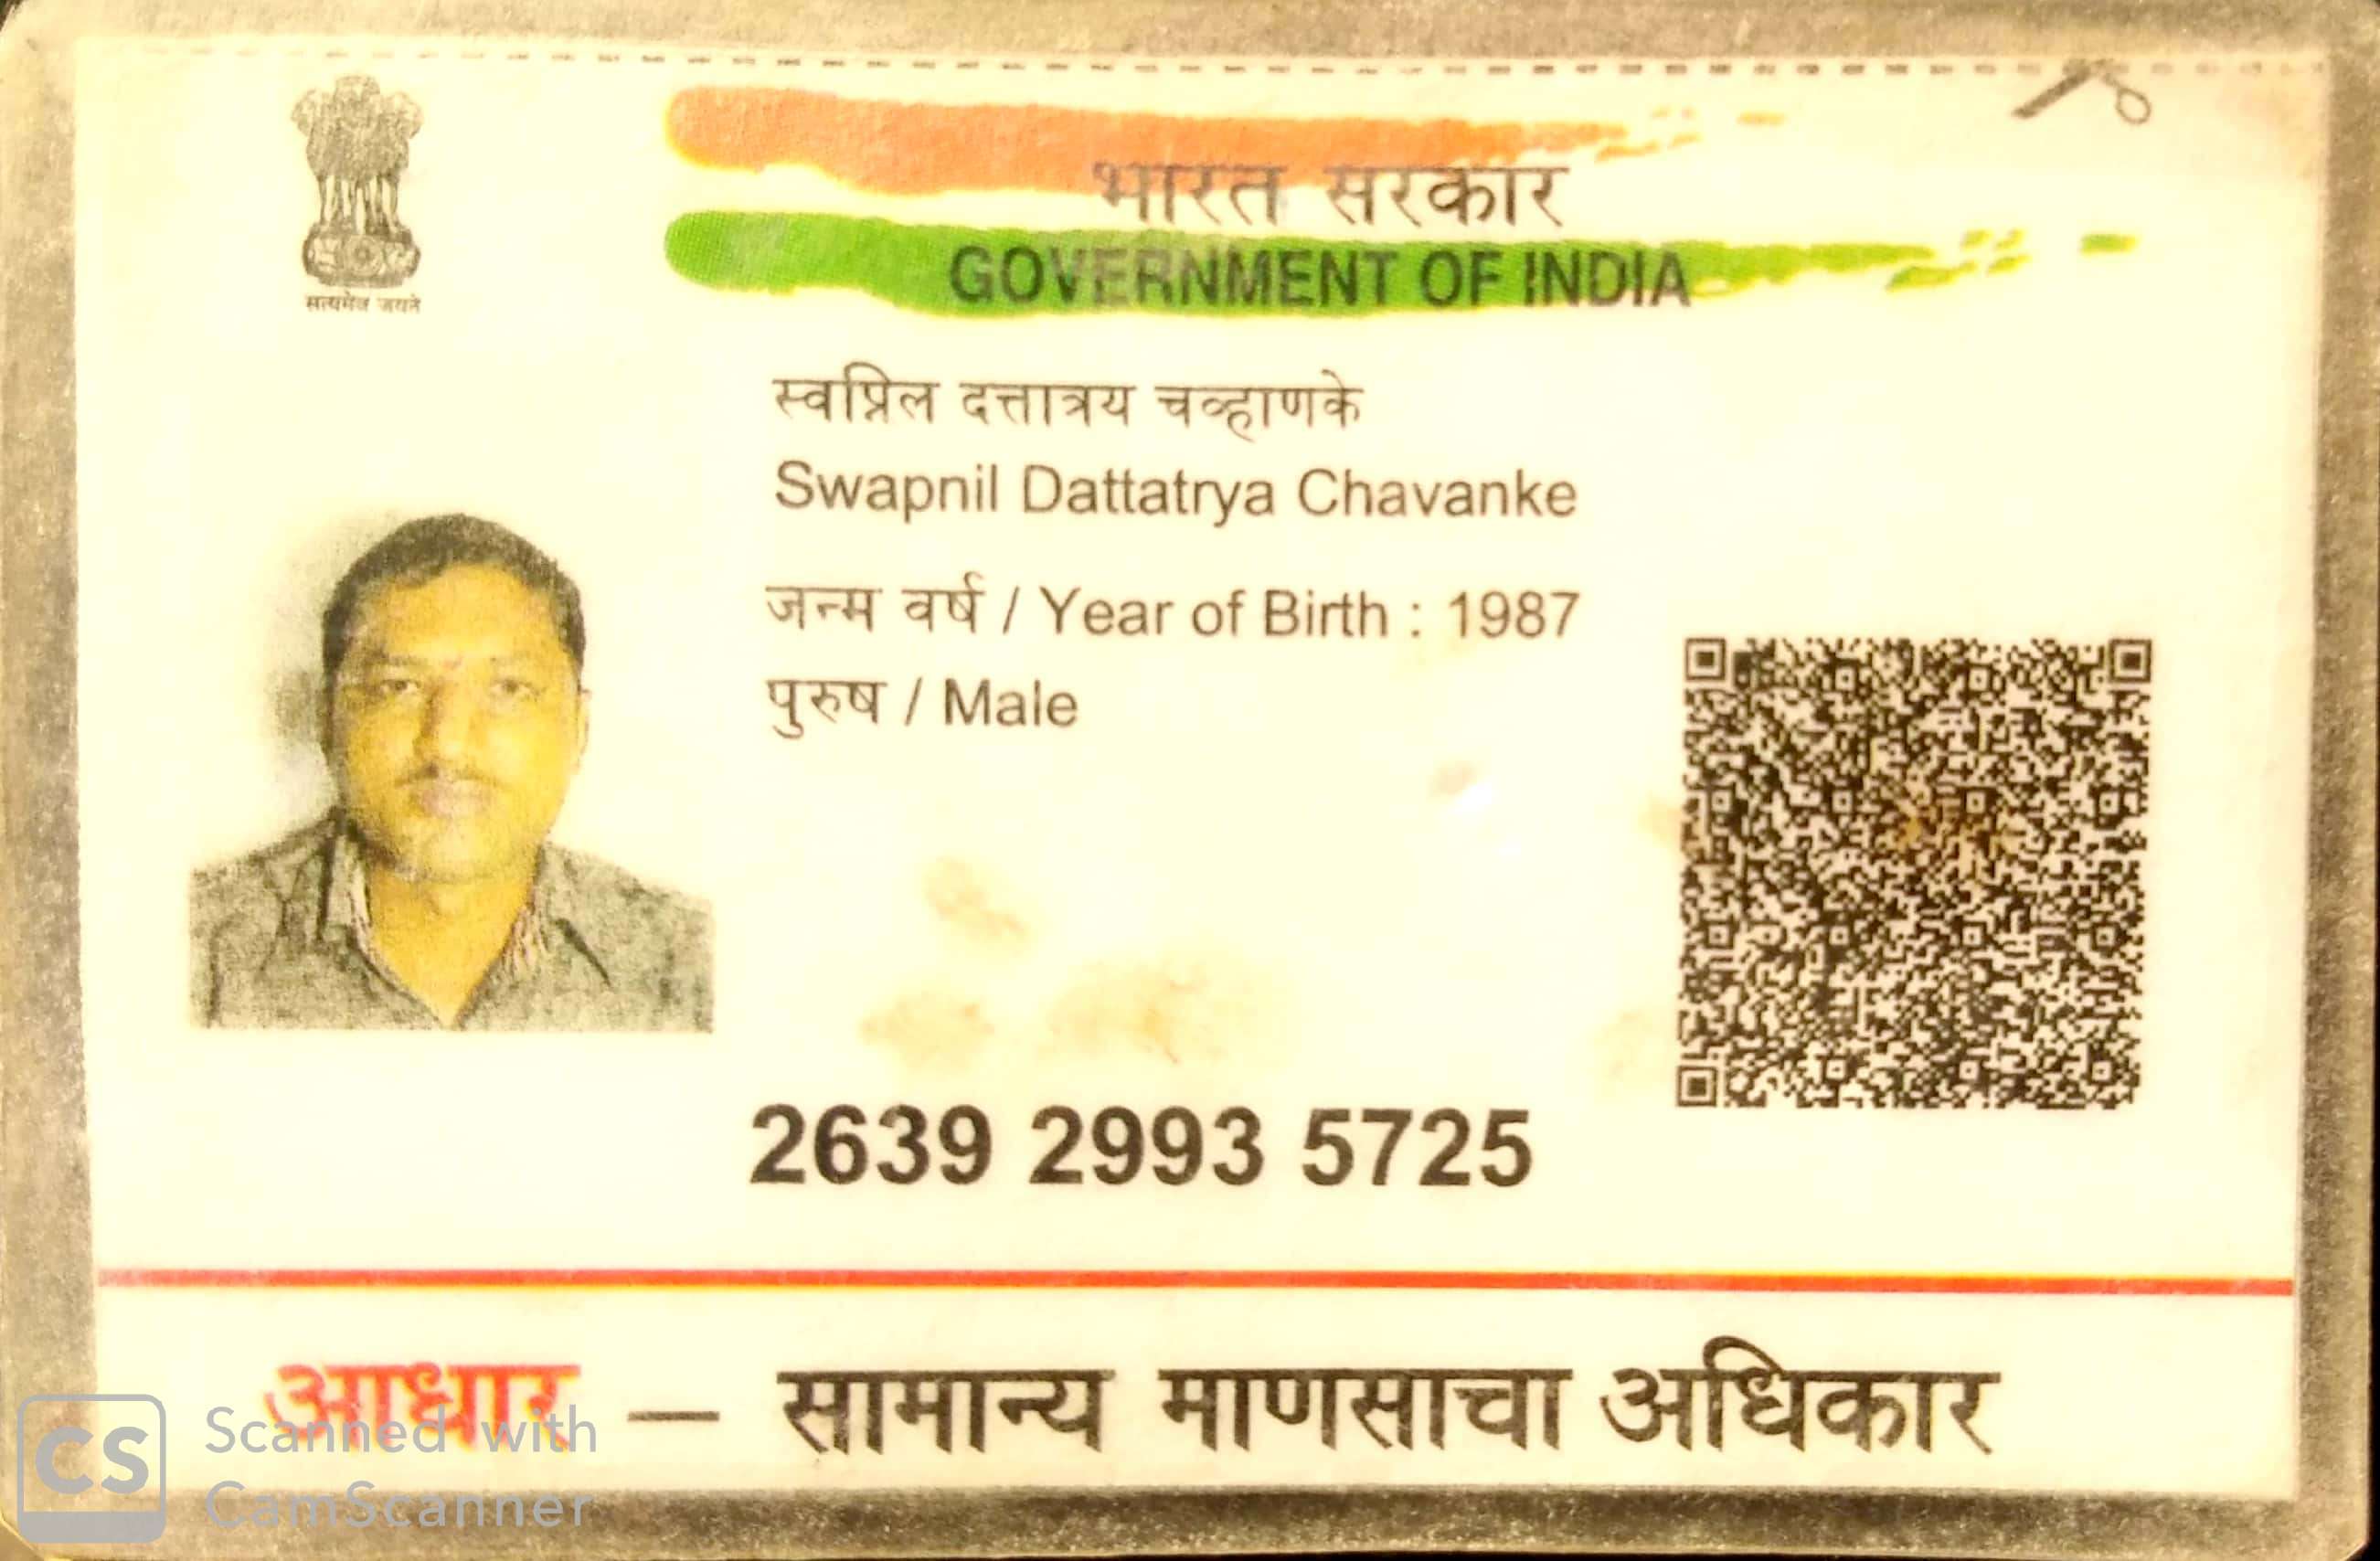 भारत सरकार
GOVERNMENT OF INDIA
सत्यमेव जयते
स्वप्निल दत्तात्रय चव्हाणके
Swapnil Dattatrya Chavanke
जन्म वर्ष / Year of Birth : 1987
पुरुष / Male
2639 2993 5725
आधार — सामान्य माणसाचा अधिकार
CS Scanned with
CamScanner